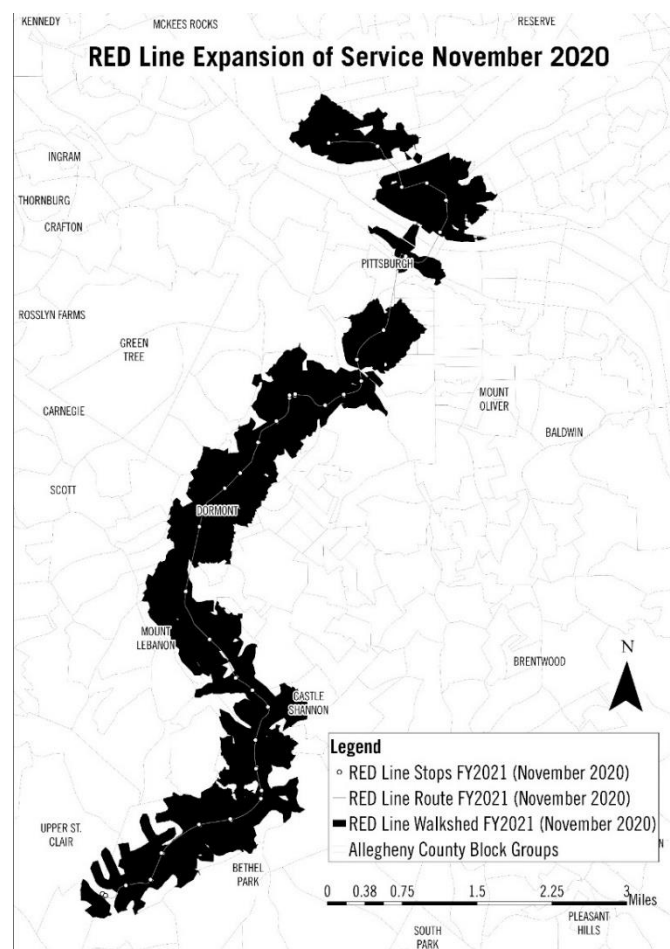 KENNEDY
MCKEES ROCKS
RESERVE
RED Line Expansion of Service November 2020
INGRAM
THORNBURG
CRAFTON
PITTSBURGH
ROSSLYN FARMS
GREEN
TREE
MOUNT
OLIVER
CARNEGIE
BALDWIN
SCOTT
DORMONT
MOUNT
LEBANON
BRENTWOOD
N
CASTLE
SHANNON
Legend
RED Line Stops FY2021 (November 2020)
RED Line Route FY2021 (November 2020)
RED Line Walkshed FY2021 (November 2020)
Allegheny County Block Groups
UPPER ST.
CLAIR
BETHEL
PARK
0 0.38 0.75 1.5 2.25 3
Miles
SOUTH
PARK
PLEASANT
HILLS